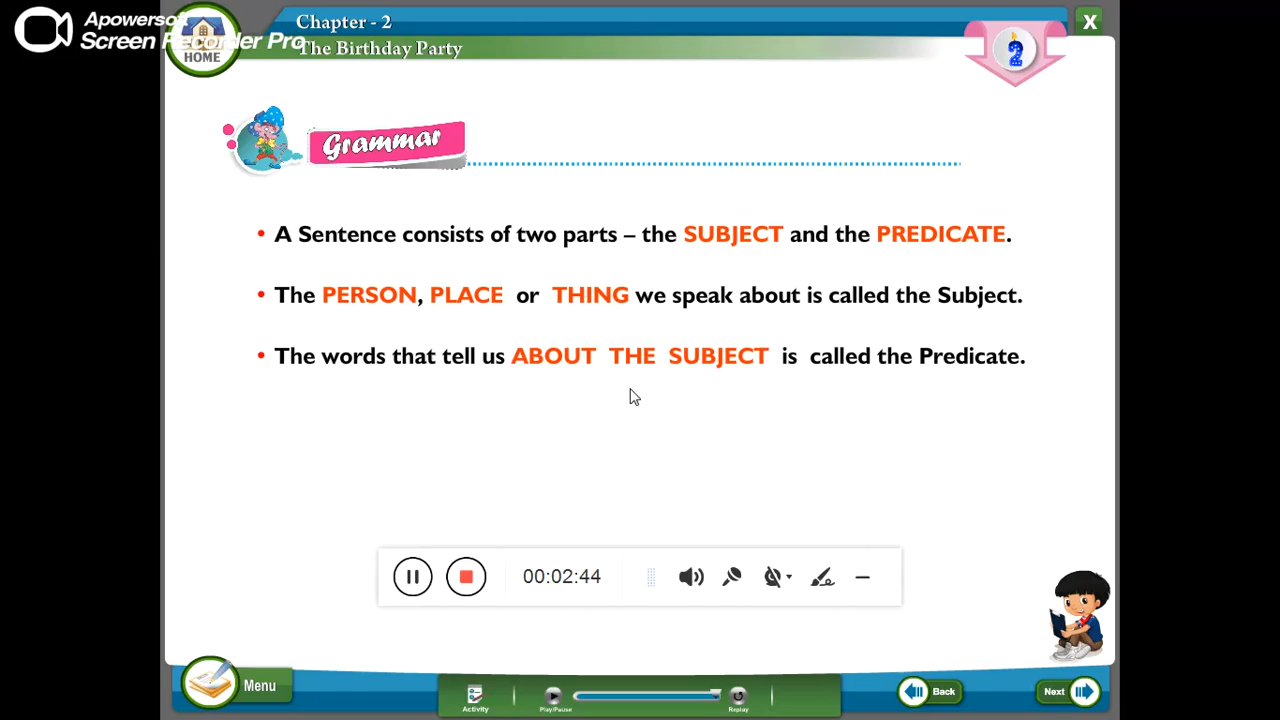 Apowersoft
Screen Recorder Pro
HOME
Chapter - 2
The Birthday Party
X
2
Grammar
• A Sentence consists of two parts – the SUBJECT and the PREDICATE.
• The PERSON, PLACE or THING we speak about is called the Subject.
• The words that tell us ABOUT THE SUBJECT is called the Predicate.
00:02:44
Menu
Activity
Play/Pause
Replay
Back
Next